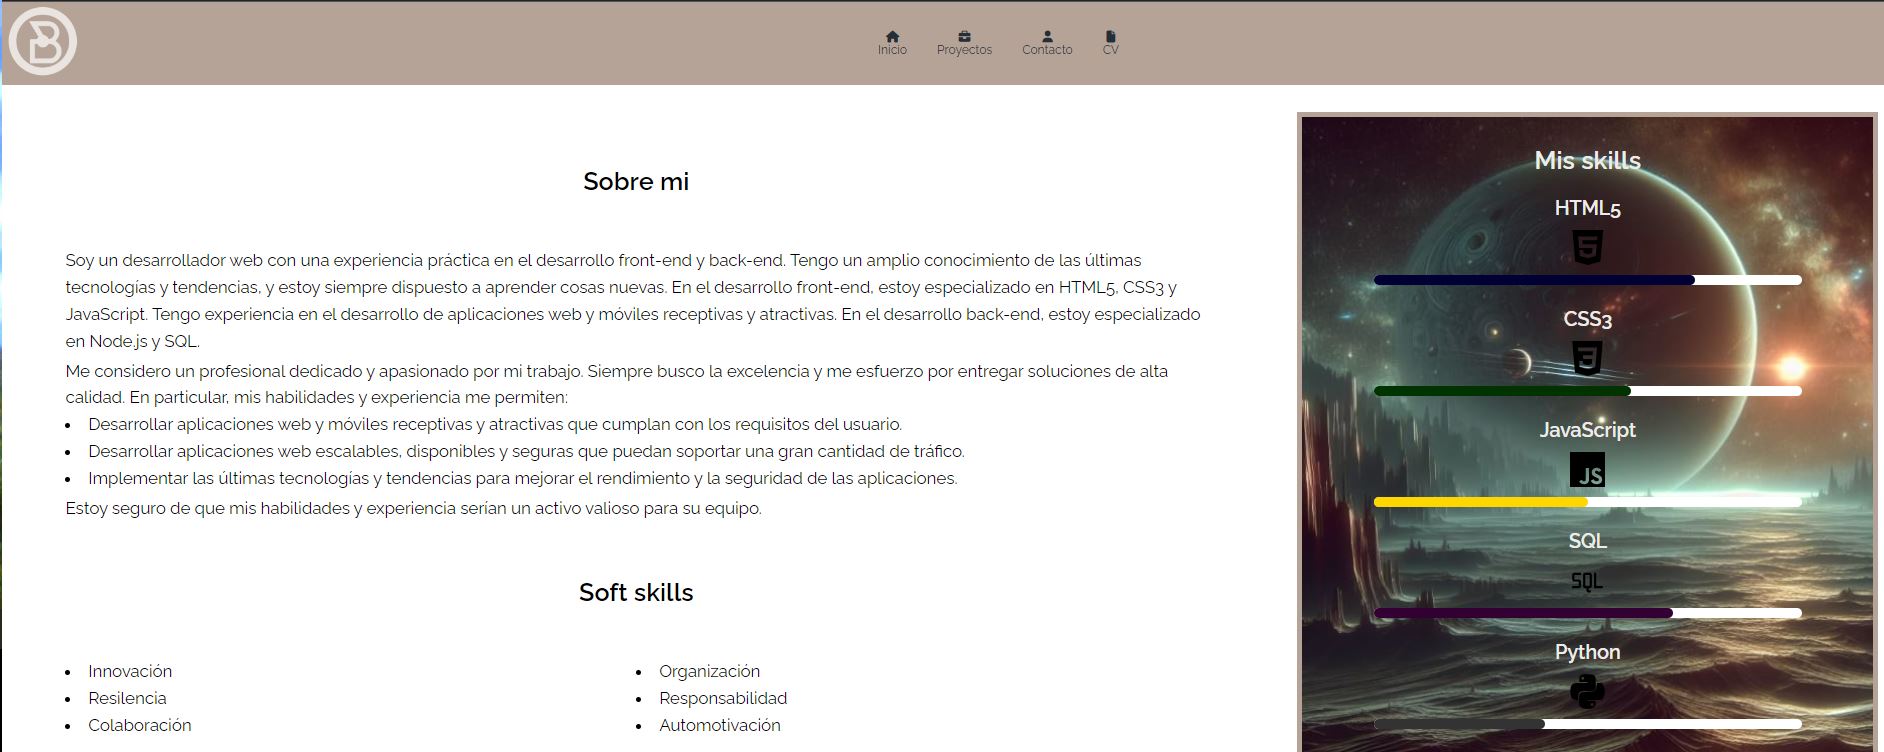 B
Inicio
Proyectos
Contacto
CV
Sobre mi
Soy un desarrollador web con una experiencia práctica en el desarrollo front-end y back-end. Tengo un amplio conocimiento de las últimas
tecnologías y tendencias, y estoy siempre dispuesto a aprender cosas nuevas. En el desarrollo front-end, estoy especializado en HTML5, CSS3 y
JavaScript. Tengo experiencia en el desarrollo de aplicaciones web y móviles receptivas y atractivas. En el desarrollo back-end, estoy especializado
en Node.js y SQL.
Me considero un profesional dedicado y apasionado por mi trabajo. Siempre busco la excelencia y me esfuerzo por entregar soluciones de alta
calidad. En particular, mis habilidades y experiencia me permiten:
• Desarrollar aplicaciones web y móviles receptivas y atractivas que cumplan con los requisitos del usuario.
• Desarrollar aplicaciones web escalables, disponibles y seguras que puedan soportar una gran cantidad de tráfico.
• Implementar las últimas tecnologías y tendencias para mejorar el rendimiento y la seguridad de las aplicaciones.
Estoy seguro de que mis habilidades y experiencia serían un activo valioso para su equipo.
Soft skills
• Innovación
• Resilencia
• Colaboración
• Organización
• Responsabilidad
• Automotivación
Mis skills
HTML5
5
CSS3
3
JavaScript
JS
SQL
SQL
Python